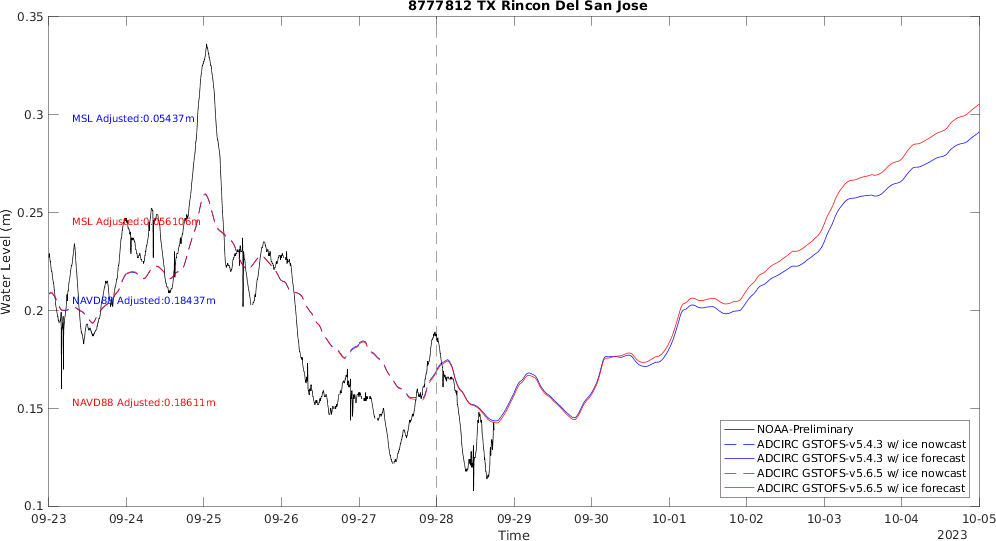 8777812 TX Rincon Del San Jose
Water Level (m)
0.35
0.3
0.25
0.2
0.15
0.1
MSL Adjusted:0.05437m
MSL Adjusted:0.056106m
NAVD88 Adjusted:0.18437m
NAVD88 Adjusted:0.18611m
NOAA-Preliminary
ADCIRC GSTOFS-v5.4.3 w/ ice nowcast
ADCIRC GSTOFS-v5.4.3 w/ ice forecast
ADCIRC GSTOFS-v5.6.5 w/ ice nowcast
ADCIRC GSTOFS-v5.6.5 w/ ice forecast
09-23 09-24 09-25 09-26 09-27 09-28 09-29 09-30 10-01 10-02 10-03 10-04 10-05
Time
2023